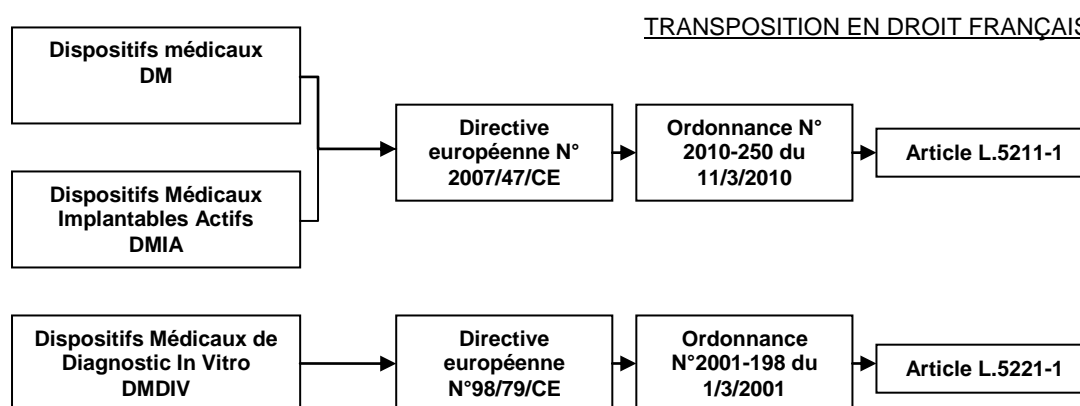 TRANSPOSITION EN DROIT FRANÇAIS
Dispositifs médicaux
DM
Directive
européenne N°
2007/47/CE
Ordonnance N°
2010-250 du
11/3/2010
Article L.5211-1
Dispositifs Médicaux
Implantables Actifs
DMIA
Dispositifs Médicaux de
Diagnostic In Vitro
DMDIV
Directive
européenne
N°98/79/CE
Ordonnance
N°2001-198 du
1/3/2001
Article L.5221-1